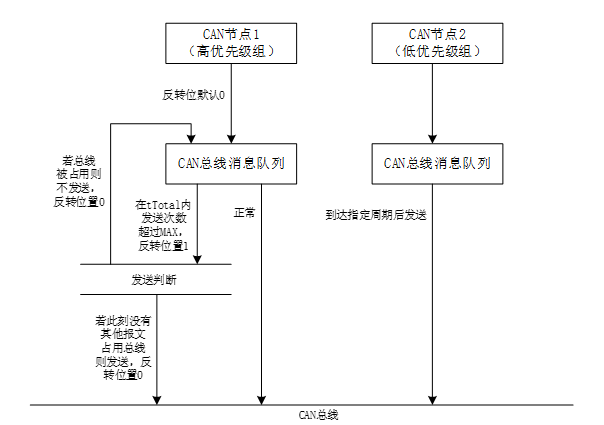 CAN节点1
（高优先级组）
CAN节点2
（低优先级组）
反转位默认0
若总线
被占用则
不发送，
反转位置0
CAN总线消息队列
CAN总线消息队列
在tTotal内
发送次数
超过MAX，
反转位置1
正常
到达指定周期后发送
发送判断
若此刻没有
其他报文
占用总线
则发送，反
转位置0
CAN总线